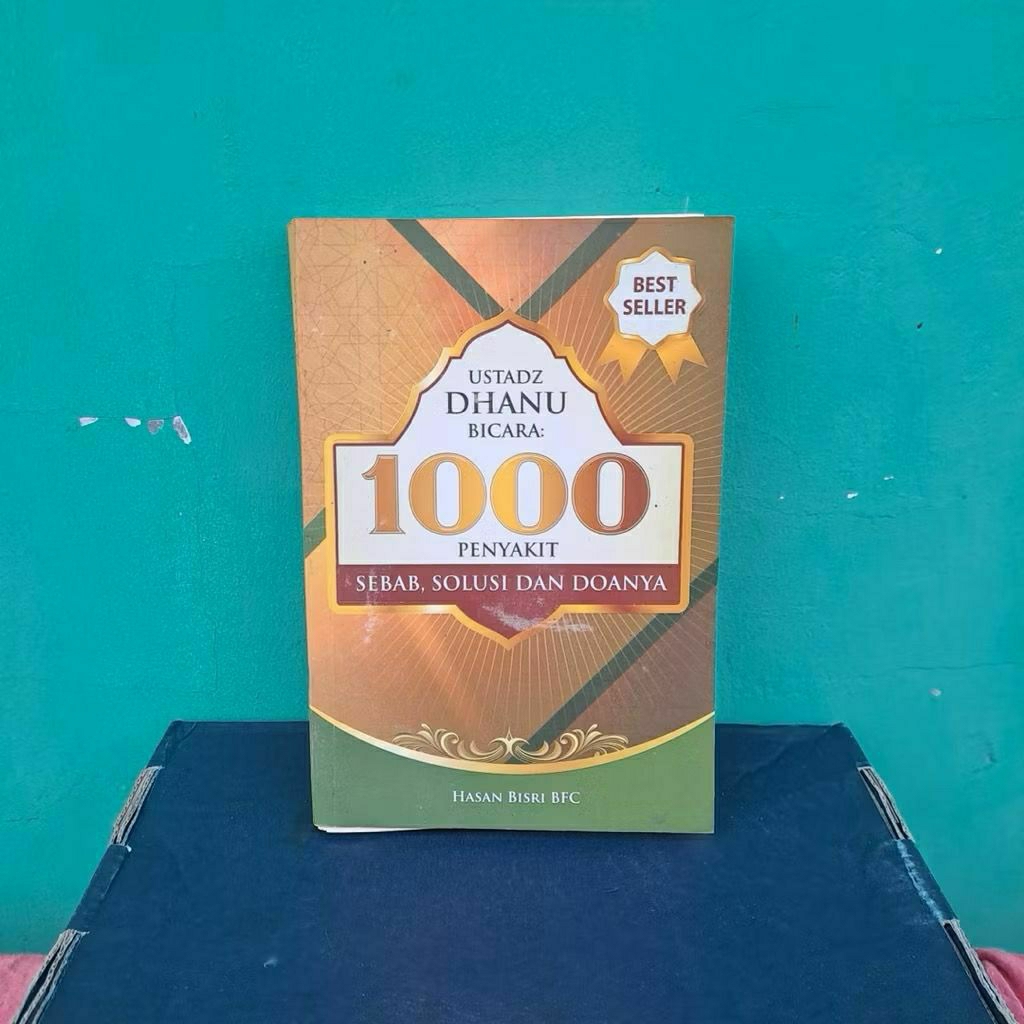 BEST
SELLER
USTADZ
DHANU
BICARA:
1000
PENYAKIT
SEBAB, SOLUSI DAN DOANYA
HASAN BISRI BFC